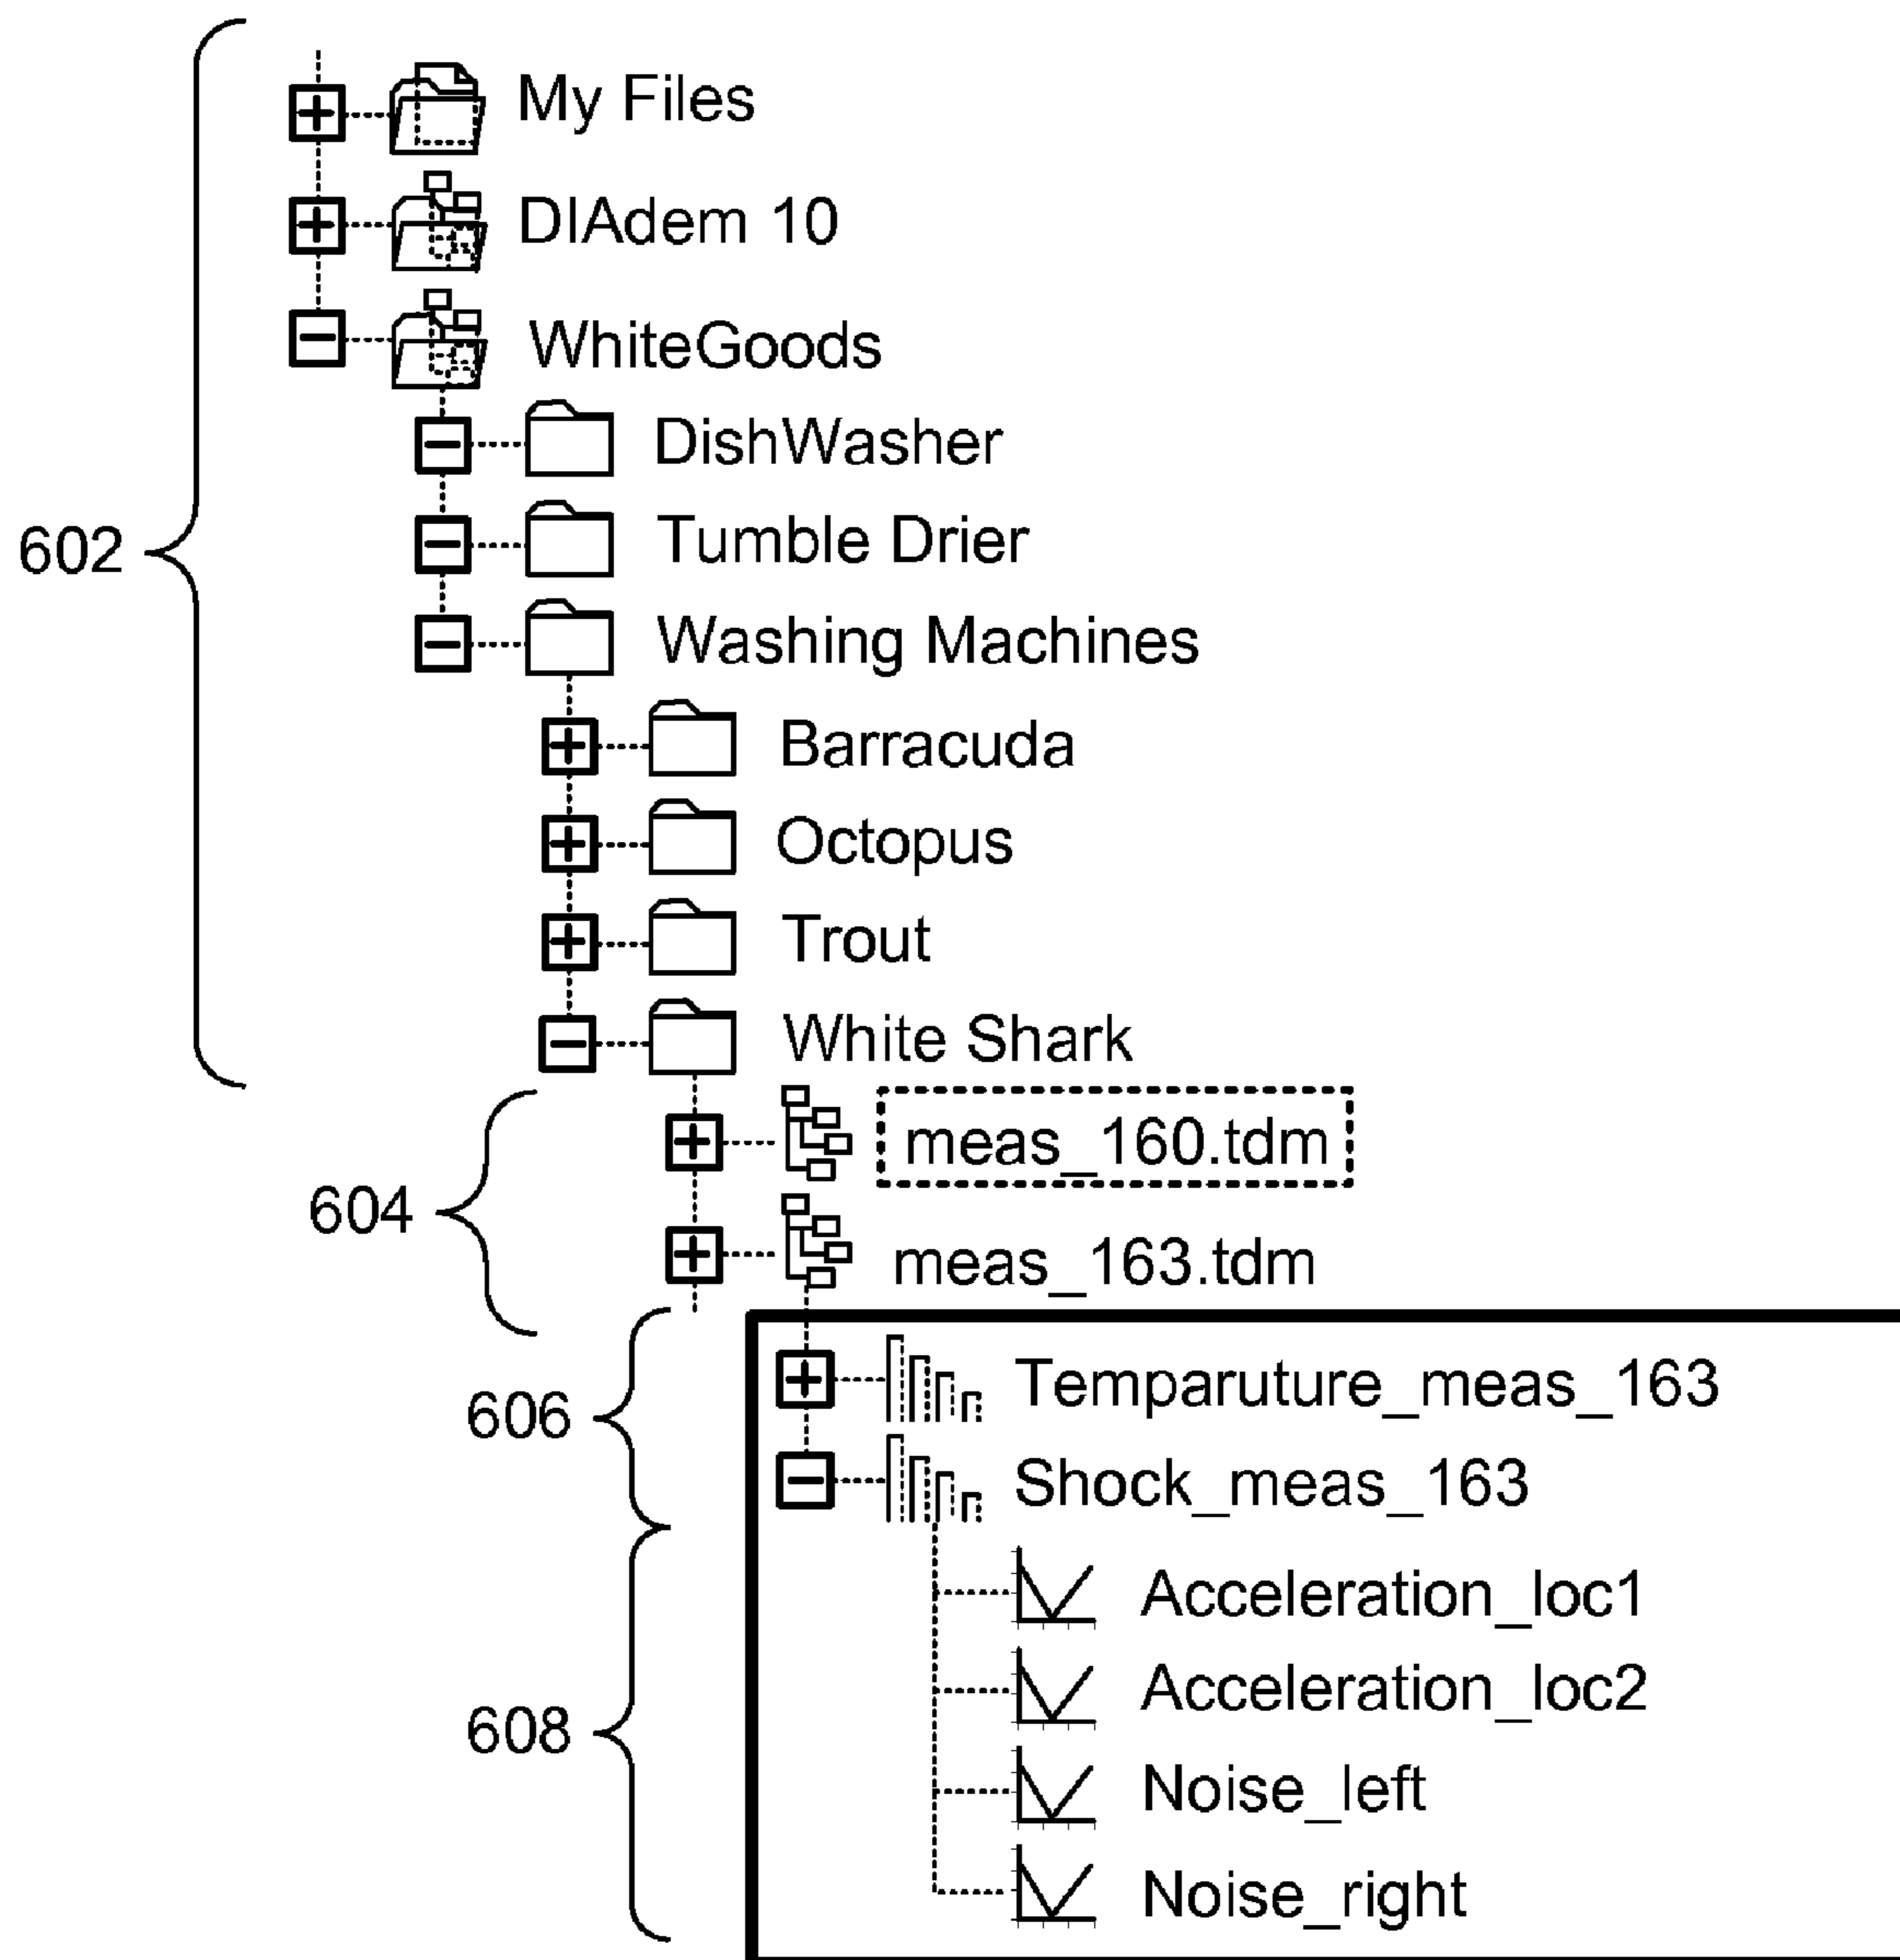 My Files
DIAdem 10
WhiteGoods
DishWasher
602
Tumble Drier
Washing Machines
Barracuda
Octopus
Trout
White Shark
meas_160.tdm
604
meas_163.tdm
Temparuture_meas_163
606
Shock_meas_163
Acceleration_loc1
Acceleration_loc2
608
Noise_left
Noise_right